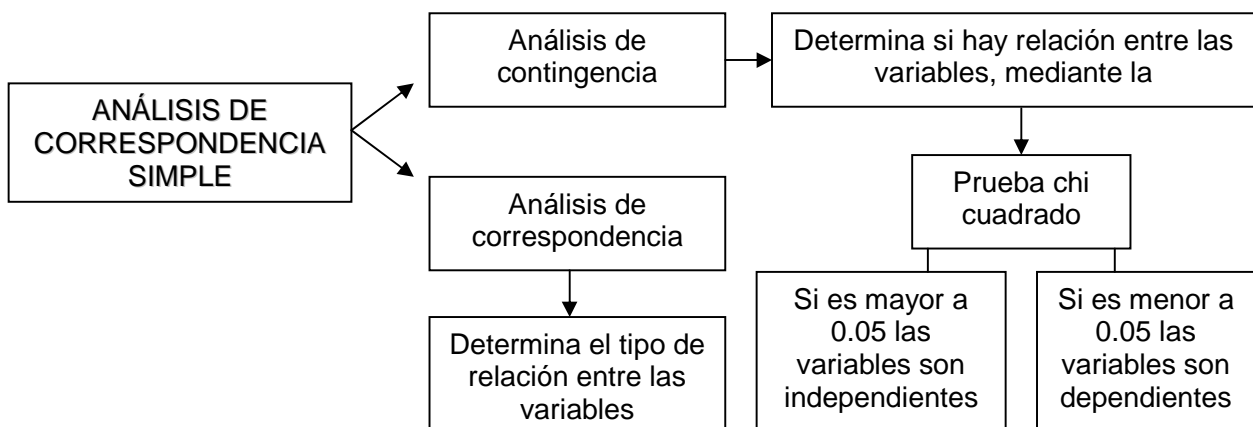 ANÁLISIS DE
CORRESPONDENCIA
SIMPLE
Análisis de
contingencia
Determina si hay relación entre las
variables, mediante la
Prueba chi
cuadrado
Si es mayor a
0.05 las
variables son
independientes
Si es menor a
0.05 las
variables son
dependientes
Análisis de
correspondencia
Determina el tipo de
relación entre las
variables